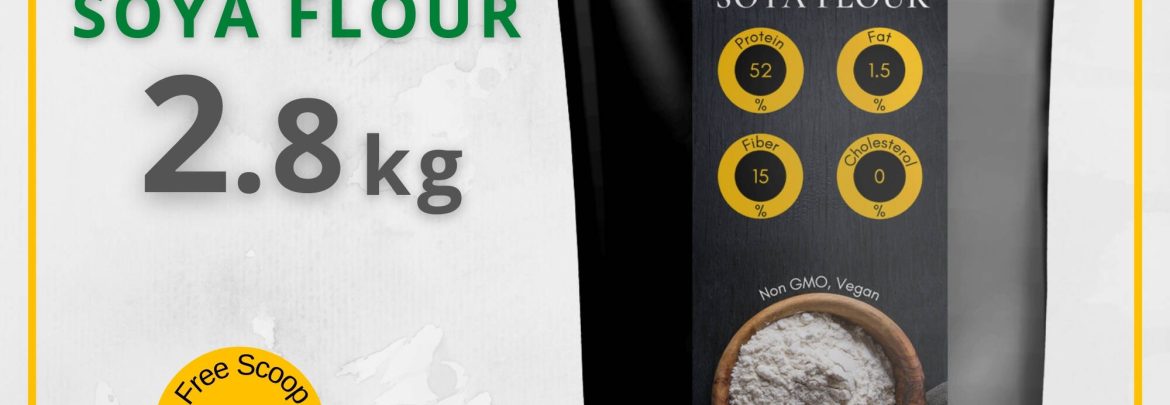 SOYA FLOUR
2.8 kg
Free Scoop
SOYA FLOUR
Protein
52
%
Fat
1.5
%
Fiber
15
%
Cholesterol
0
%
Non GMO, Vegan